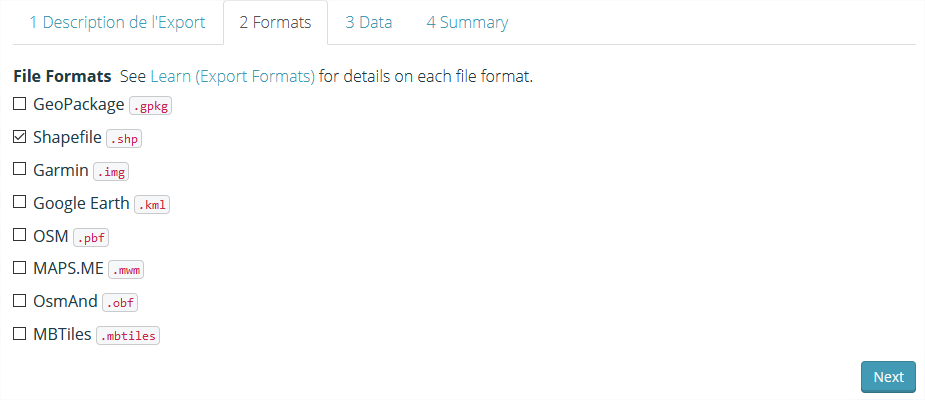 1 Description de l'Export 2 Formats 3 Data 4 Summary
File Formats See Learn (Export Formats) for details on each file format.
GeoPackage .gpkg
Shapefile .shp
Garmin .img
Google Earth .kml
OSM .pbf
MAPS.ME .mwm
OsmAnd .obf
MBTiles .mbtiles
Next